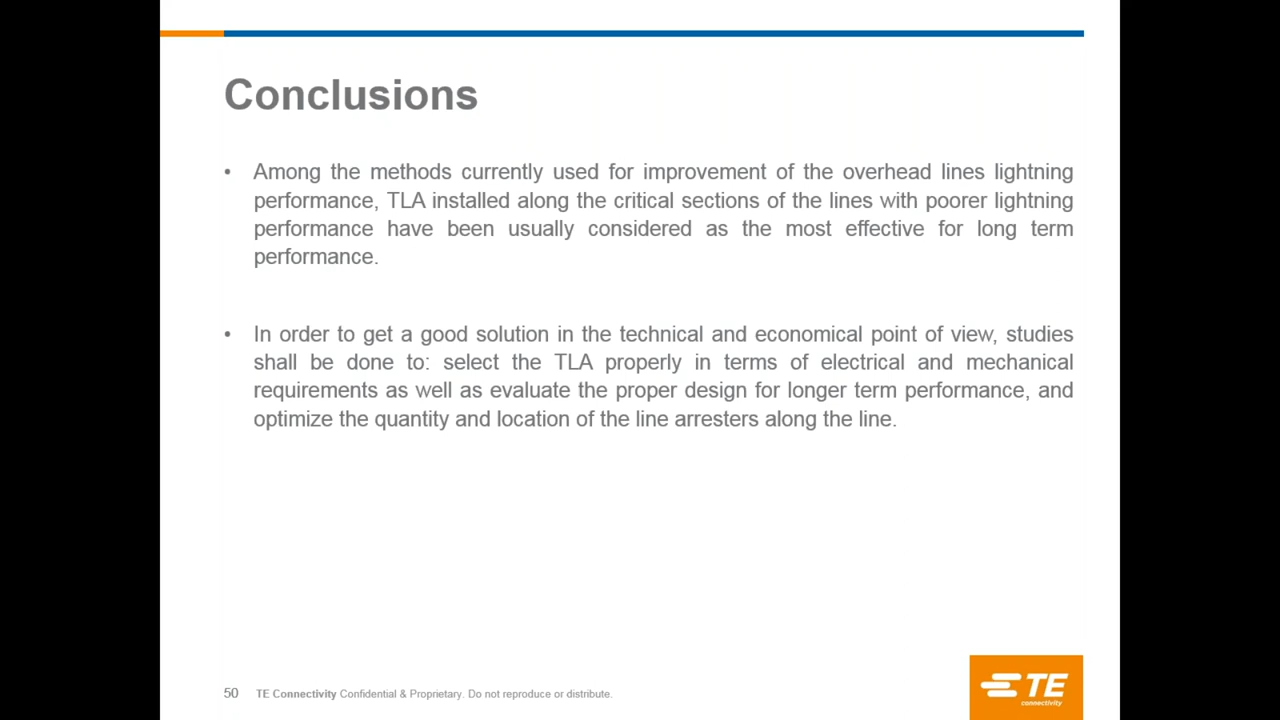 Conclusions
• Among the methods currently used for improvement of the overhead lines lightning
performance, TLA installed along the critical sections of the lines with poorer lightning
performance have been usually considered as the most effective for long term
performance.
• In order to get a good solution in the technical and economical point of view, studies
shall be done to: select the TLA properly in terms of electrical and mechanical
requirements as well as evaluate the proper design for longer term performance, and
optimize the quantity and location of the line arresters along the line.
50 TE Connectivity Confidential & Proprietary. Do not reproduce or distribute.
TE
connectivity